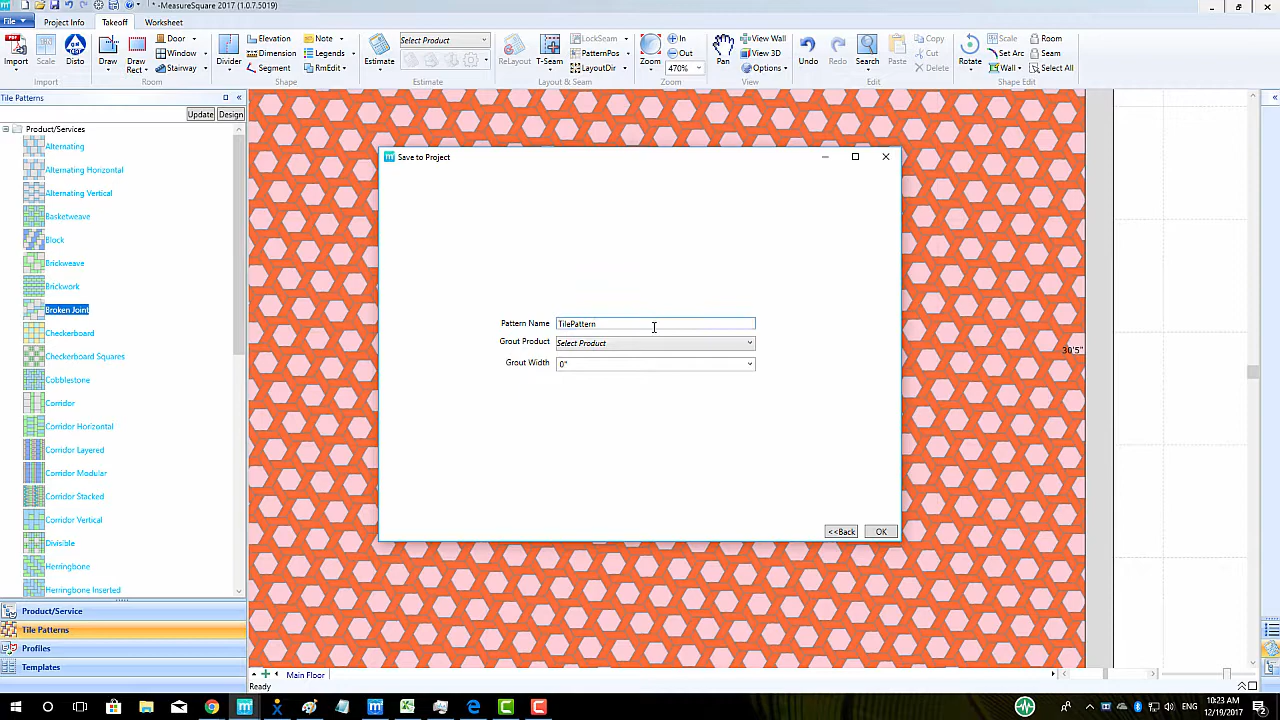 *-MeasureSquare 2017 (1.0.7.5019)
File Project Info Takeoff Worksheet
Import Scale Disto
Import
Draw Draw Rect
Door
Window
Stairway
Room
Divider
Elevation
Dimension
Segment
Note
Legends
RmEdit
Shape
Estimate
Select Product
Estimate
ReLayout T-Seam
LockSeam
PatternPos
LayoutDir
Layout & Seam
Zoom
In
Out
470%
Zoom
Pan
View Wall
View 3D
Options
View
Undo Redo Search
Copy
Cut
Delete
Edit
Rotate
Scale
Set Arc
Wall
Room
Seam
Select All
Shape Edit
Tile Patterns
Update Design
Product/Services
Alternating
Alternating Horizontal
Alternating Vertical
Basketweave
Block
Brickweave
Brickwork
Broken Joint
Checkerboard
Checkerboard Squares
Cobblestone
Corridor
Corridor Horizontal
Corridor Layered
Corridor Modular
Corridor Stacked
Corridor Vertical
Divisible
Herringbone
Herringbone Inserted
Product/Service
Tile Patterns
Profiles
Templates
Save to Project
Pattern Name TilePattern
Grout Product Select Product
Grout Width 0"
<<Back OK
30'5"
Main Floor
Ready
ENG
10:23 AM
12/19/2017